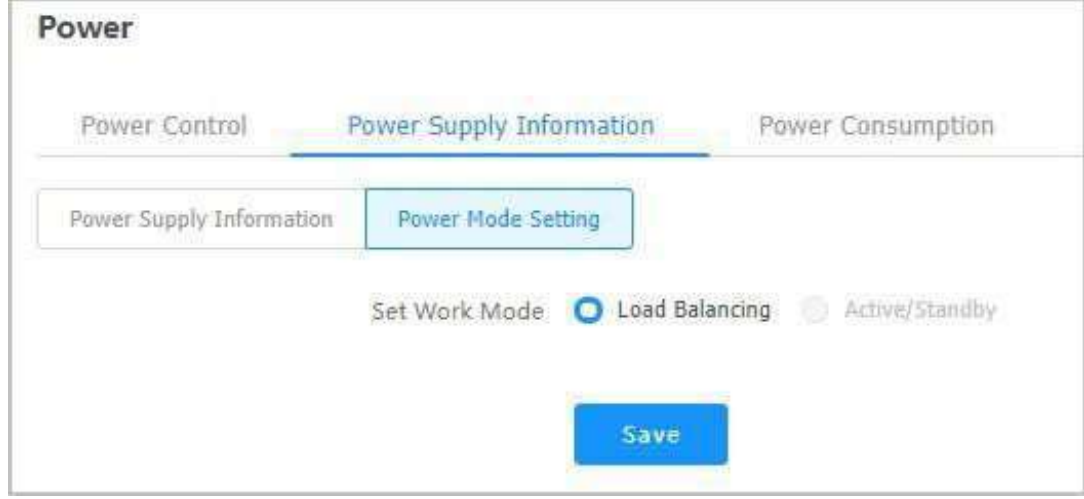 Power
Power Control Power Supply Information Power Consumption
Power Supply Information Power Mode Setting
Set Work Mode Load Balancing Active/Standby
Save